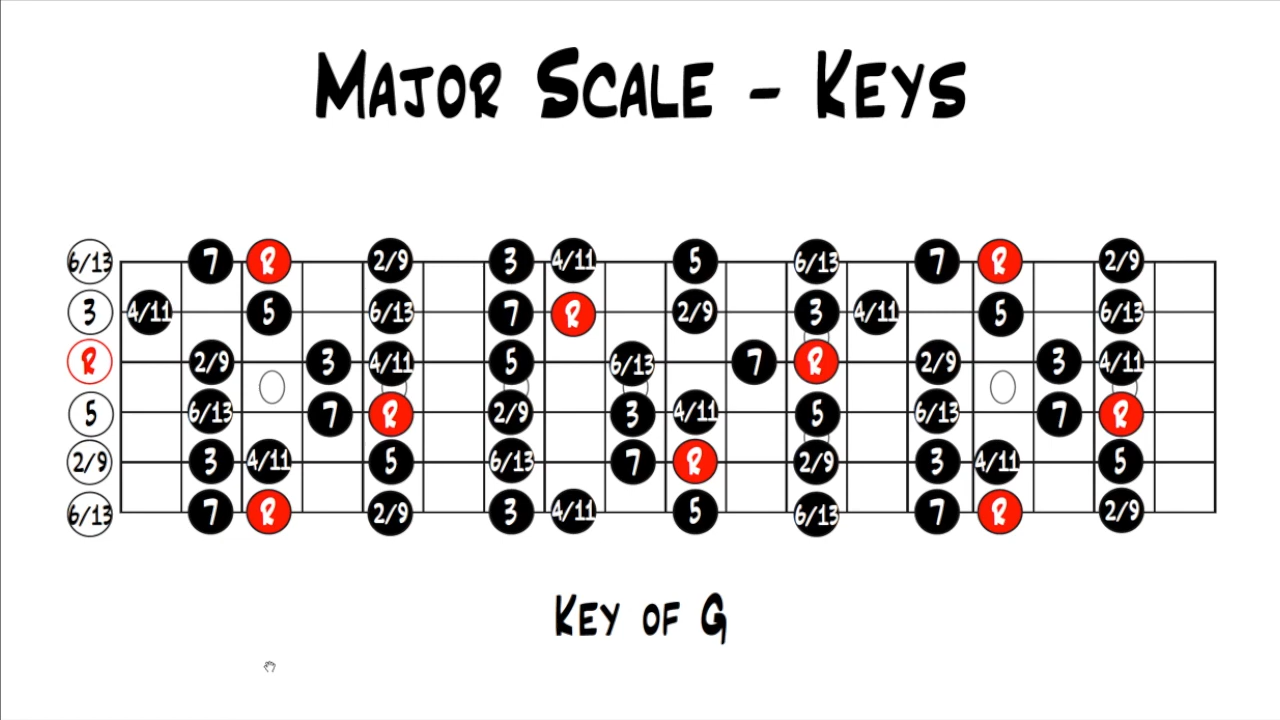 MAJOR SCALE - KEYS
6/13 7 R 2/9 3 4/11 5 6/13 7 R 2/9
3 4/11 5 6/13 7 R 2/9 3 4/11 5 6/13
R 2/9 3 4/11 5 6/13 7 R 2/9 3 4/11
5 6/13 7 R 2/9 3 4/11 5 6/13 7 R
2/9 3 4/11 5 6/13 7 R 2/9 3 4/11 5
6/13 7 R 2/9 3 4/11 5 6/13 7 R 2/9
KEY OF G